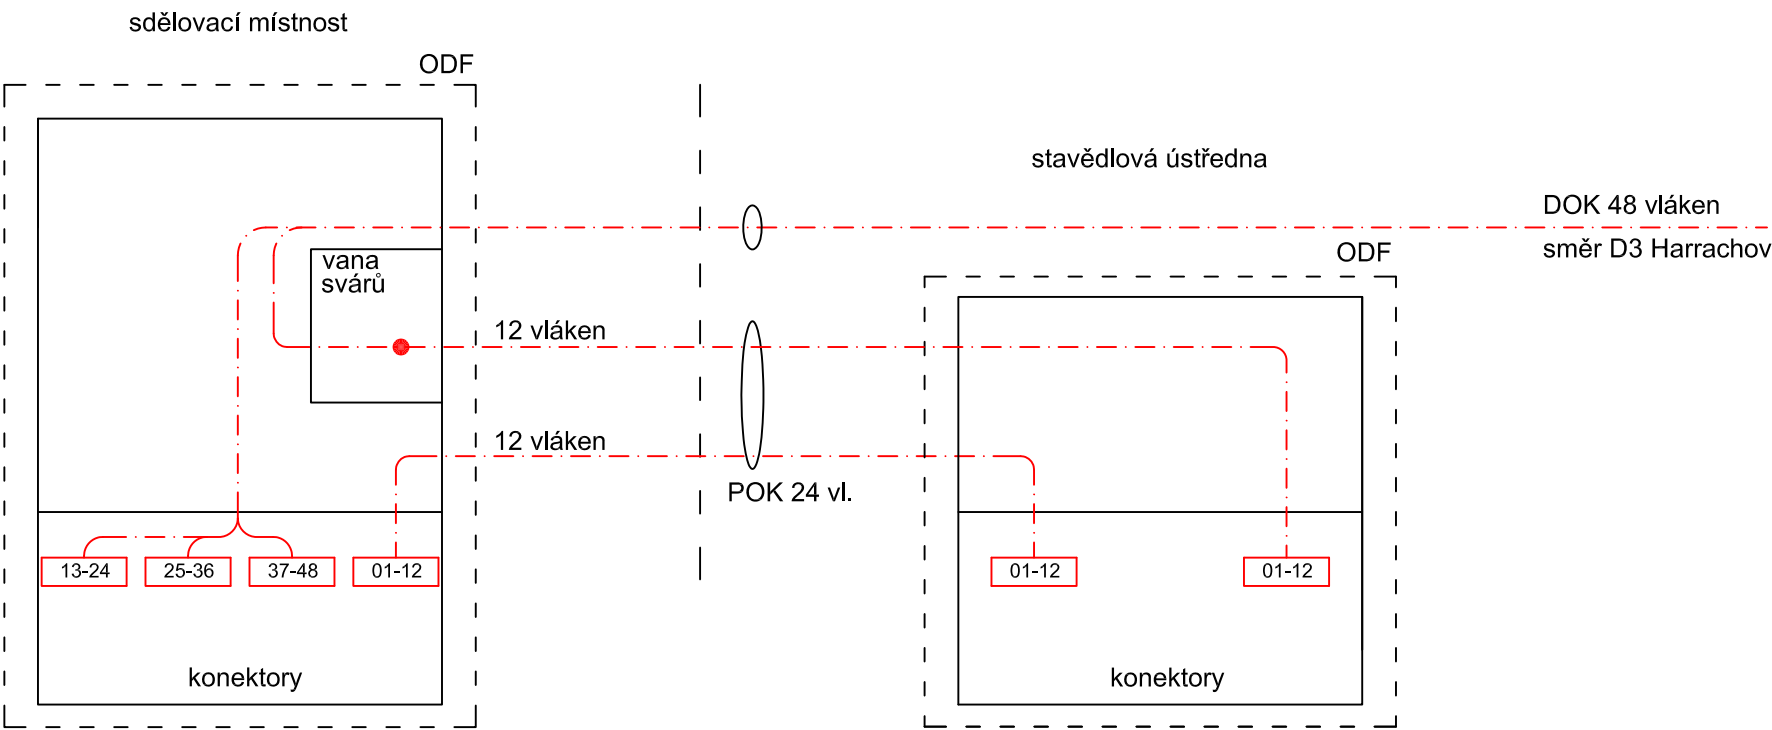 sdělovací místnost
ODF
stavědlová ústředna
DOK 48 vláken
směr D3 Harrachov
ODF
vana
svárů
12 vláken
12 vláken
POK 24 vl.
13-24
25-36
37-48
01-12
01-12
01-12
konektory
konektory